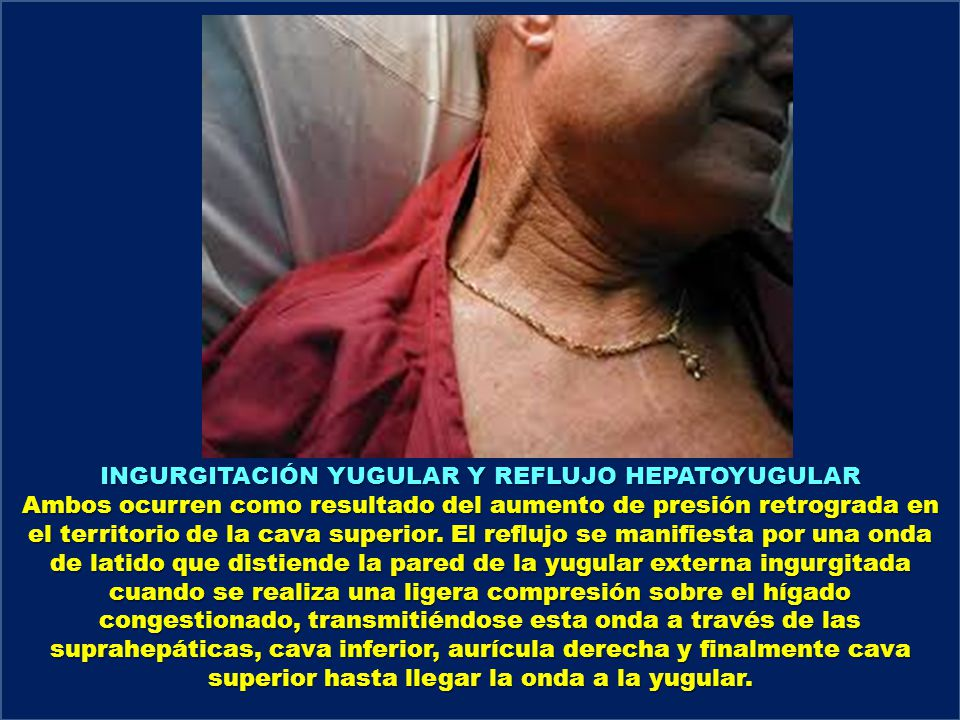 INGURGITACIÓN YUGULAR Y REFLUJO HEPATOYUGULAR
Ambos ocurren como resultado del aumento de presión retrograda en
el territorio de la cava superior. El reflujo se manifiesta por una onda
de latido que distiende la pared de la yugular externa ingurgitada
cuando se realiza una ligera compresión sobre el hígado
congestionado, transmitiéndose esta onda a través de las
suprahepáticas, cava inferior, aurícula derecha y finalmente cava
superior hasta llegar la onda a la yugular.